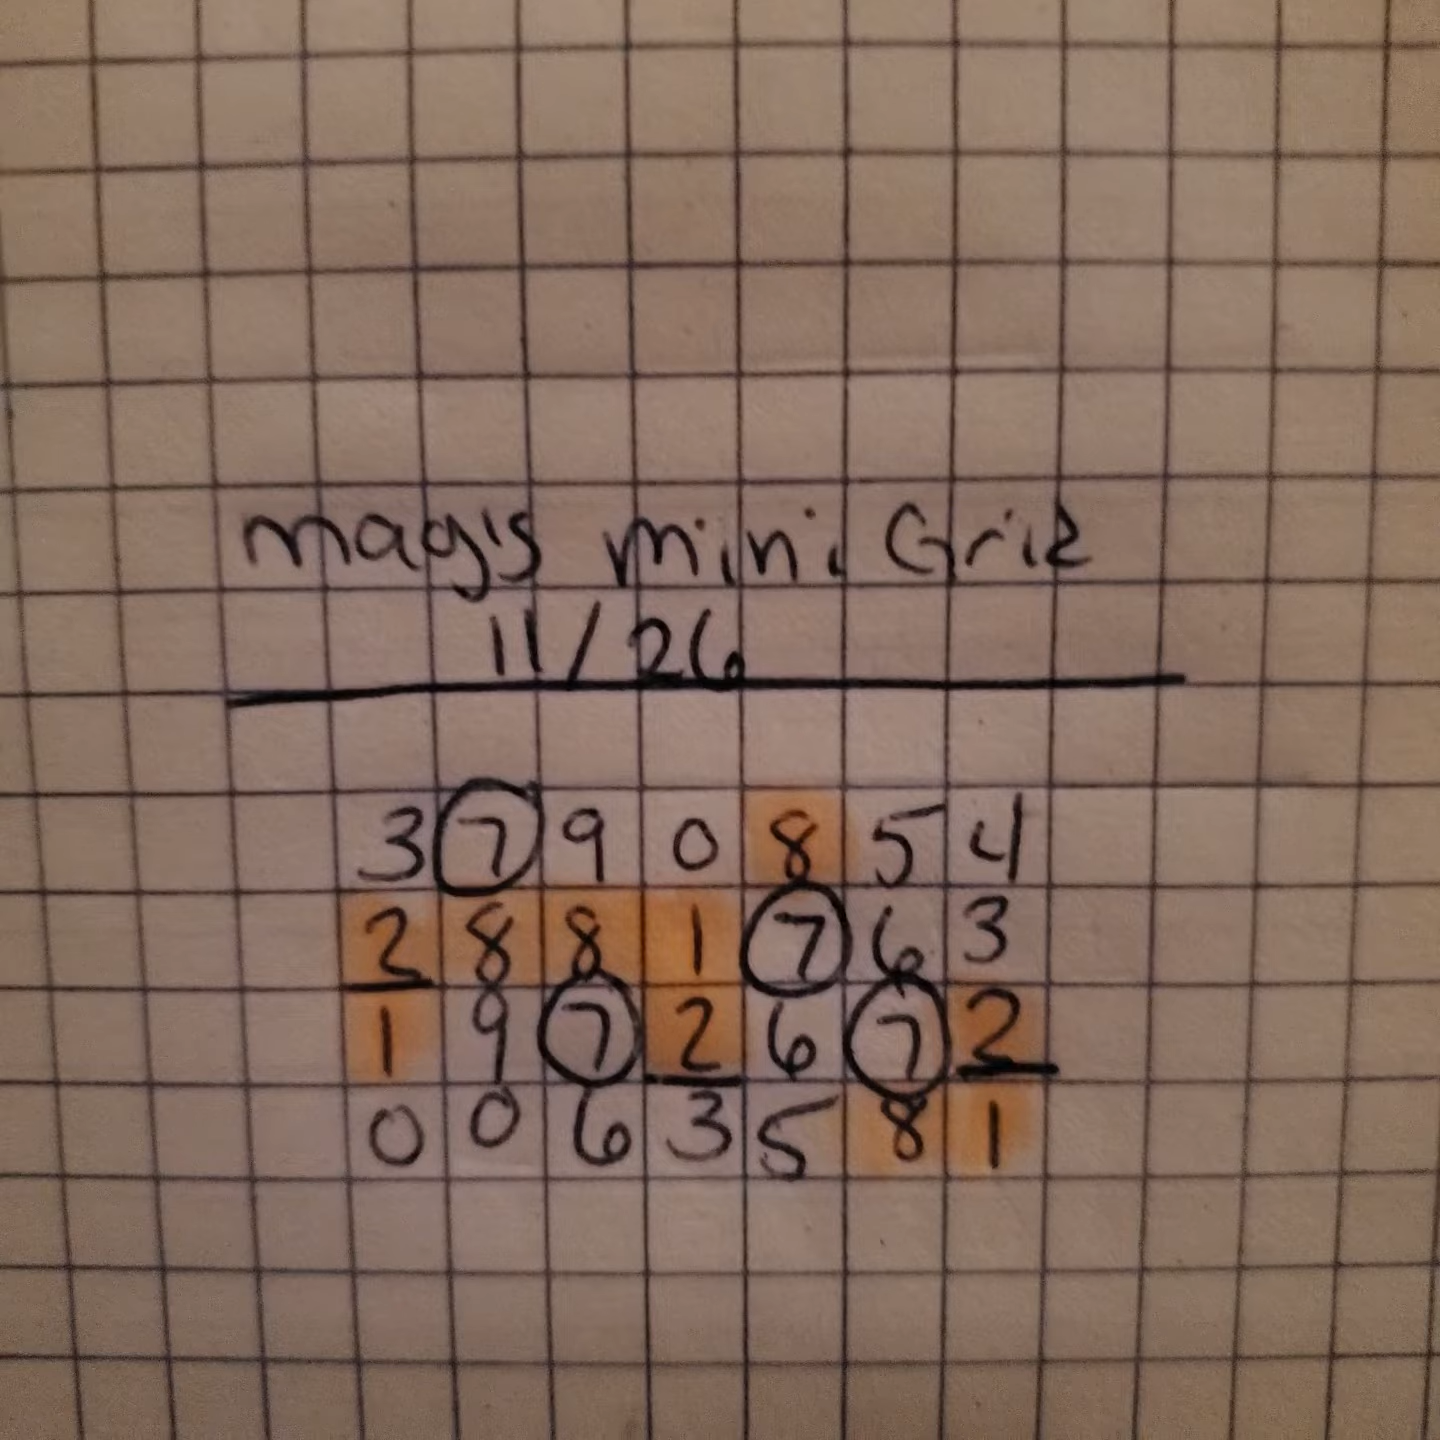 mag's mini Grid
11/26
3 7 9 0 8 5 4
2 8 8 1 7 6 3
1 9 7 2 6 7 2
0 0 6 3 5 8 1